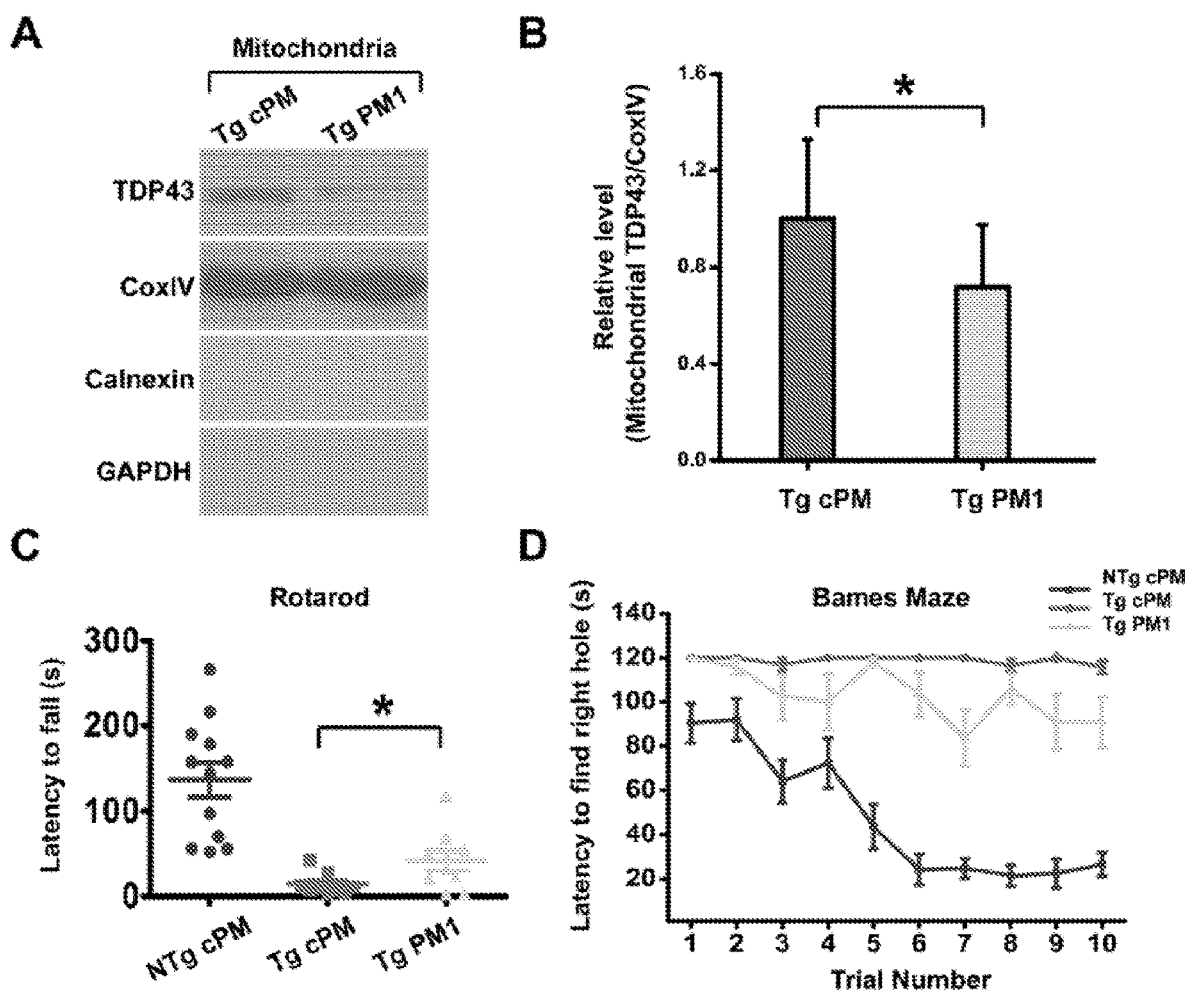 A
Mitochondria
Tg cPM
Tg PM1
TDP43
CoxIV
Calnexin
GAPDH
B
Relative level
(Mitochondrial TDP43/CoxIV)
1.6
1.2
0.8
0.4
0.0
*
Tg cPM
Tg PM1
C
Rotarod
Latency to fall (s)
300
200
100
0
*
NTg cPM
Tg cPM
Tg PM1
D
Bames Maze
NTg cPM
Tg cPM
Tg PM1
Latency to find right hole (s)
140
120
100
80
60
40
20
1 2 3 4 5 6 7 8 9 10
Trial Number